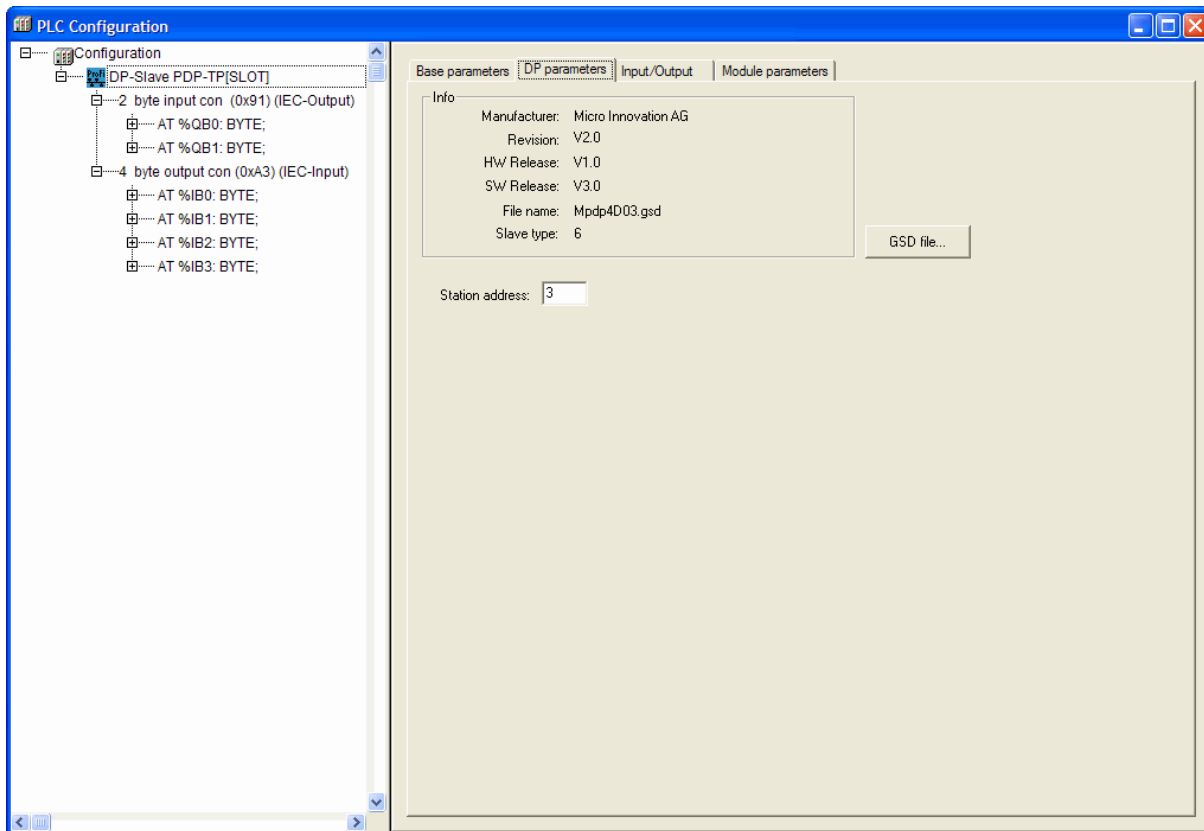 PLC Configuration
Configuration
DP-Slave PDP-TP[SLOT]
2 byte input con (0x91) (IEC-Output)
AT %QB0: BYTE;
AT %QB1: BYTE;
4 byte output con (0xA3) (IEC-Input)
AT %IB0: BYTE;
AT %IB1: BYTE;
AT %IB2: BYTE;
AT %IB3: BYTE;
Base parameters DP parameters Input/Output Module parameters
Info
Manufacturer: Micro Innovation AG
Revision: V2.0
HW Release: V1.0
SW Release: V3.0
File name: Mpdp4D03.gsd
Slave type: 6
GSD file...
Station address: 3